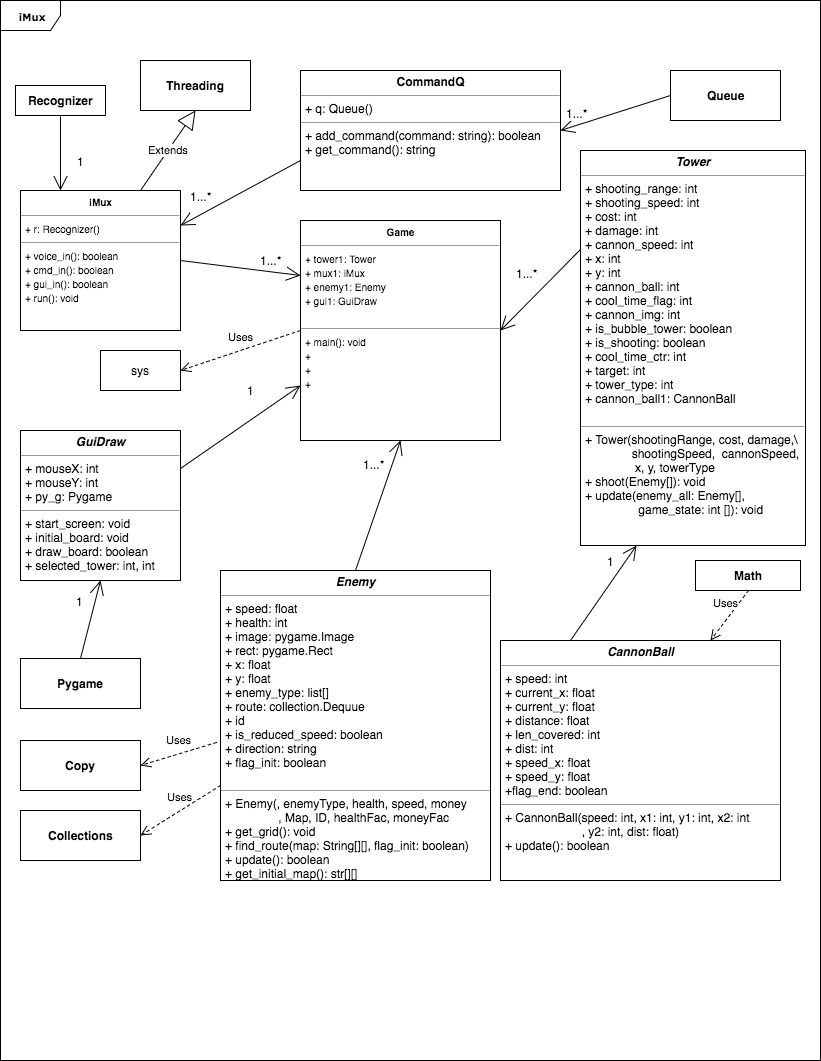 iMux
Recognizer
Threading
Extends
1
iMux
+ r: Recognizer()
+ voice_in(): boolean
+ cmd_in(): boolean
+ gui_in(): boolean
+ run(): void
CommandQ
+ q: Queue()
+ add_command(command: string): boolean
+ get_command(): string
1...*
Queue
1...*
Game
+ tower1: Tower
+ mux1: iMux
+ enemy1: Enemy
+ gui1: GuiDraw
+ main(): void
+
+
+
1...*
Uses
sys
1
1...*
1...*
Tower
+ shooting_range: int
+ shooting_speed: int
+ cost: int
+ damage: int
+ cannon_speed: int
+ x: int
+ y: int
+ cannon_ball: int
+ cool_time_flag: int
+ cannon_img: int
+ is_bubble_tower: boolean
+ is_shooting: boolean
+ cool_time_ctr: int
+ target: int
+ tower_type: int
+ cannon_ball1: CannonBall
+ Tower(shootingRange, cost, damage,\
shootingSpeed, cannonSpeed,
x, y, towerType
+ shoot(Enemy[]): void
+ update(enemy_all: Enemy[],
game_state: int []): void
GuiDraw
+ mouseX: int
+ mouseY: int
+ py_g: Pygame
+ start_screen: void
+ initial_board: void
+ draw_board: boolean
+ selected_tower: int, int
1
Pygame
Copy
Uses
Collections
Uses
Enemy
+ speed: float
+ health: int
+ image: pygame.Image
+ rect: pygame.Rect
+ x: float
+ y: float
+ enemy_type: list[]
+ route: collection.Dequue
+ id
+ is_reduced_speed: boolean
+ direction: string
+ flag_init: boolean
+ Enemy(, enemyType, health, speed, money
, Map, ID, healthFac, moneyFac
+ get_grid(): void
+ find_route(map: String[][], flag_init: boolean)
+ update(): boolean
+ get_initial_map(): str[][]
1
Math
Uses
CannonBall
+ speed: int
+ current_x: float
+ current_y: float
+ distance: float
+ len_covered: int
+ dist: int
+ speed_x: float
+ speed_y: float
+flag_end: boolean
+ CannonBall(speed: int, x1: int, y1: int, x2: int
, y2: int, dist: float)
+ update(): boolean